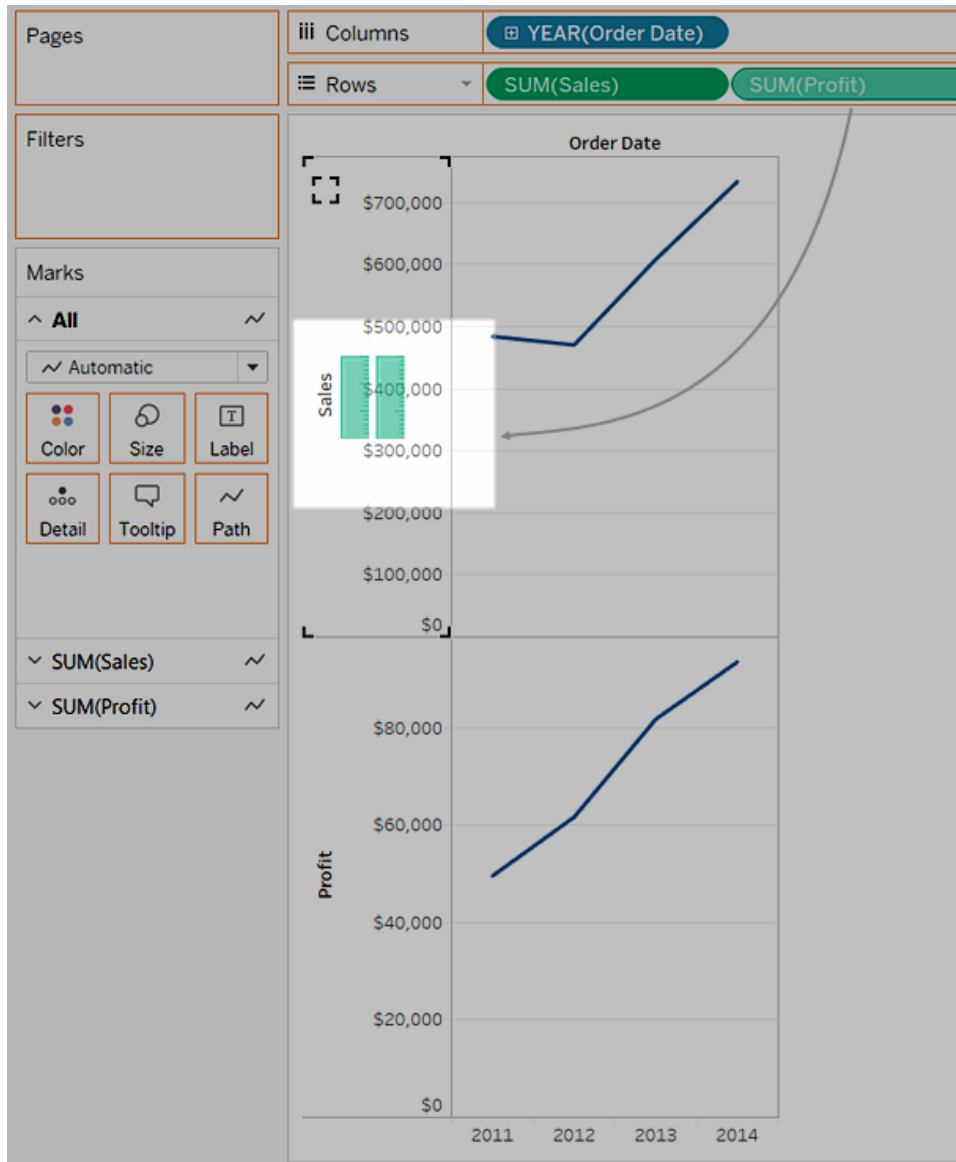 Pages
iii Columns
YEAR(Order Date)
Rows
SUM(Sales)
SUM(Profit)
Filters
Marks
All
Automatic
Color
Size
Label
Detail
Tooltip
Path
SUM(Sales)
SUM(Profit)
Order Date
Sales
$700,000
$600,000
$500,000
$400,000
$300,000
$200,000
$100,000
$0
Profit
$80,000
$60,000
$40,000
$20,000
$0
2011 2012 2013 2014